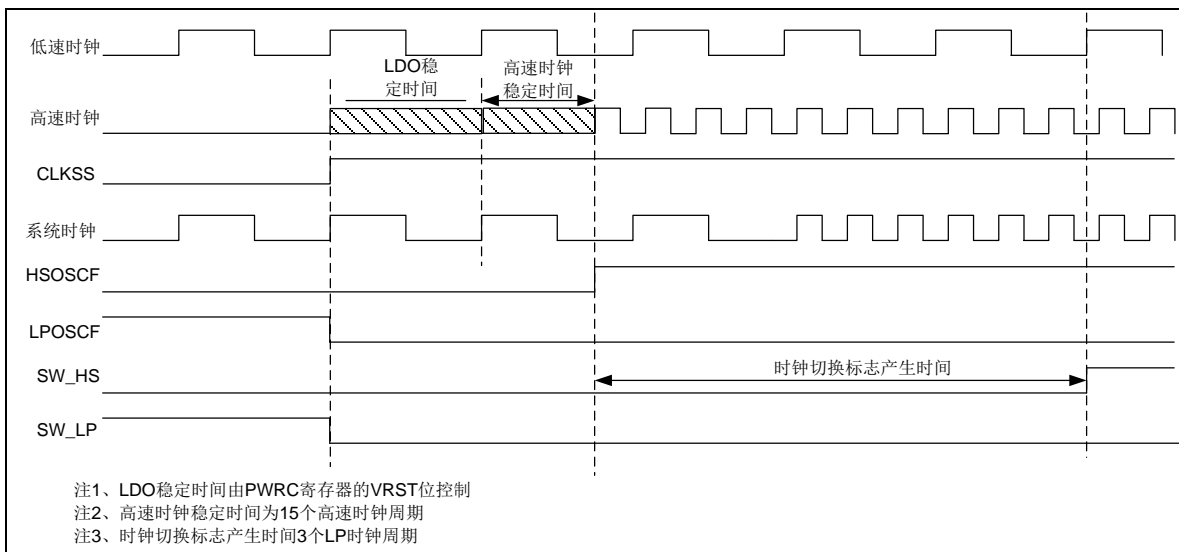 低速时钟
LDO稳
定时间
高速时钟
稳定时间
高速时钟
CLKSS
系统时钟
HSOSCF
LPOSCF
时钟切换标志产生时间
SW_HS
SW_LP
注1、LDO稳定时间由PWRC寄存器的VRST位控制
注2、高速时钟稳定时间为15个高速时钟周期
注3、时钟切换标志产生时间3个LP时钟周期